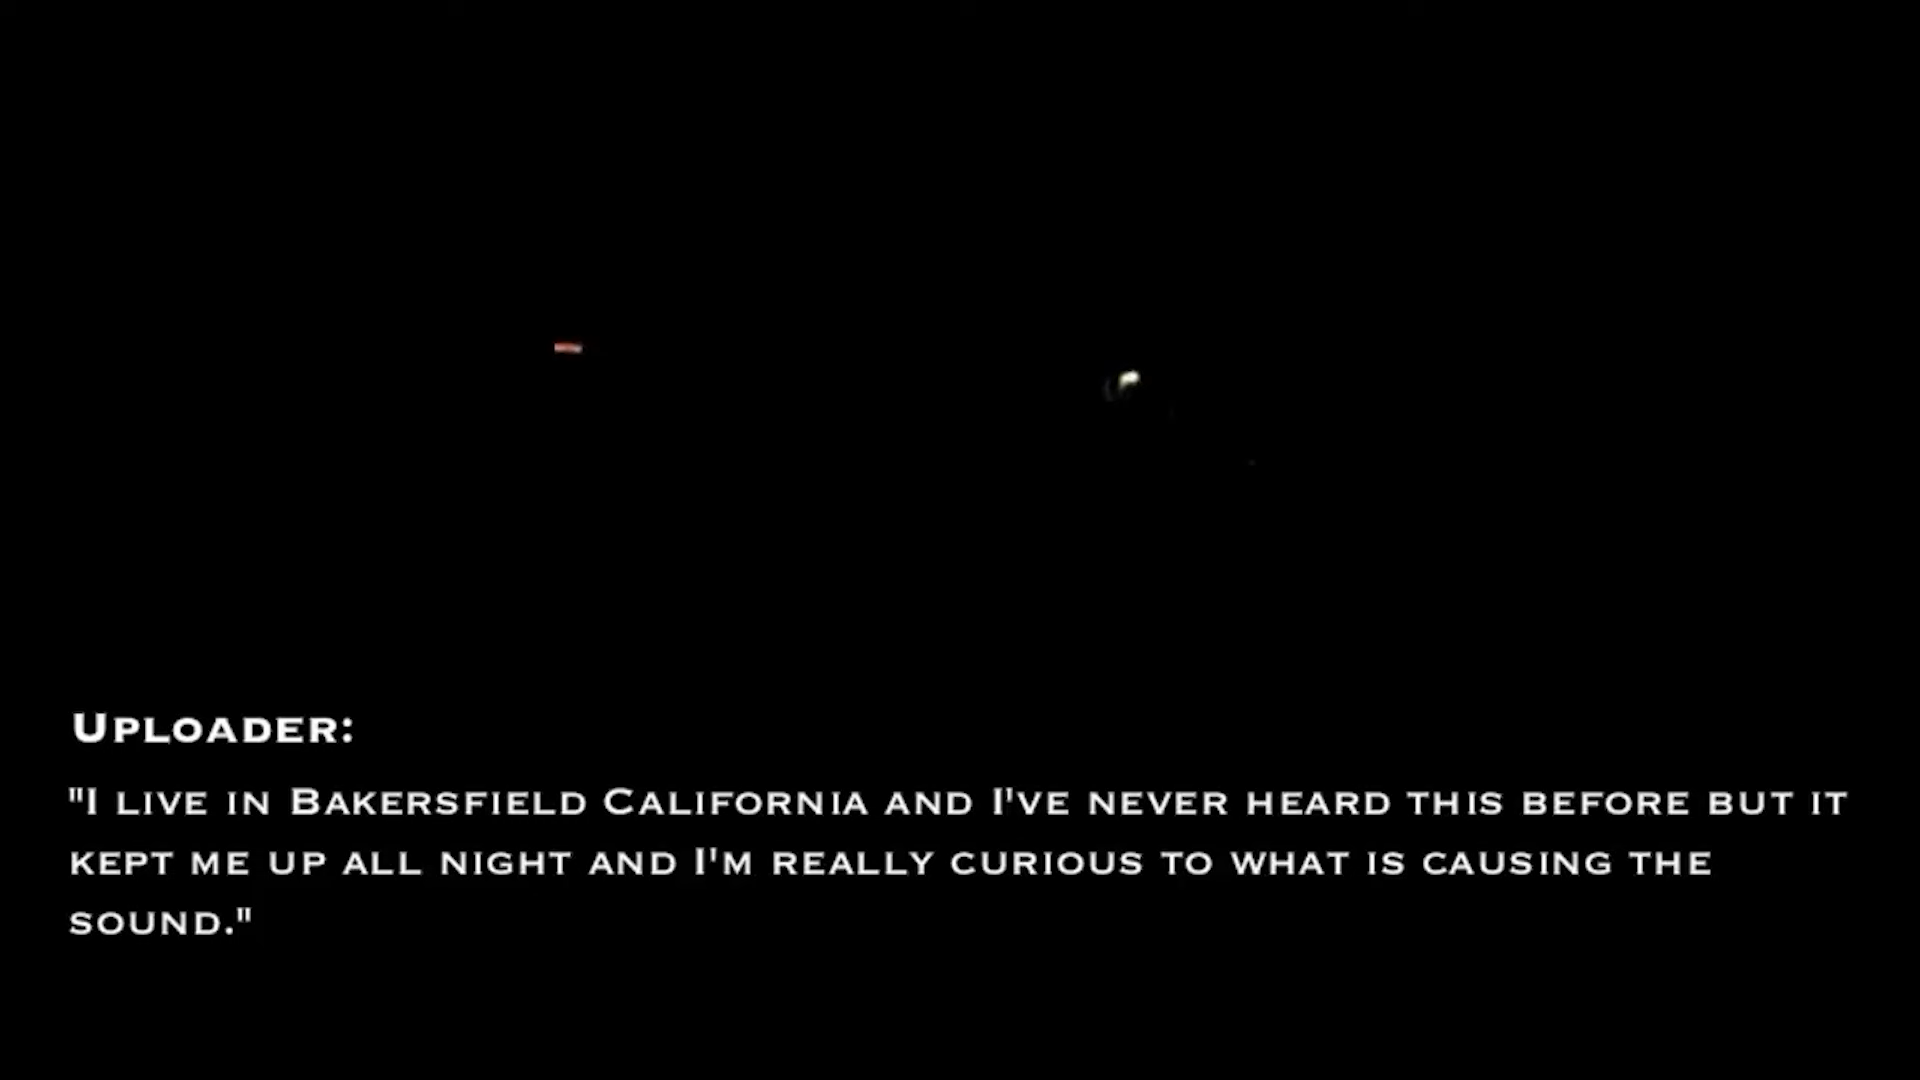 Uploader:
"I live in Bakersfield California and I've never heard this before but it
kept me up all night and I'm really curious to what is causing the
sound."